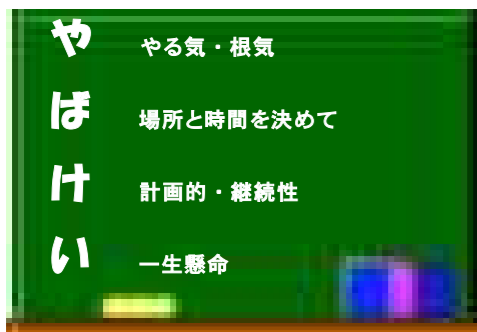 や やる気・根気
ば 場所と時間を決めて
け 計画的・継続性
い 一生懸命